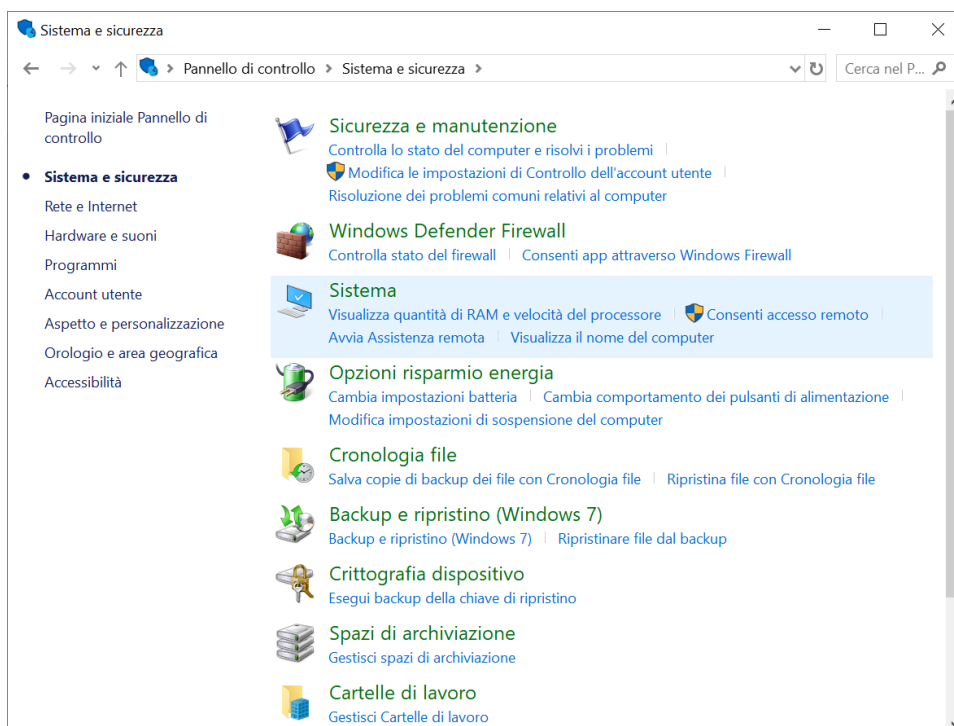 Sistema e sicurezza
Pannello di controllo > Sistema e sicurezza >
Cerca nel P...
Pagina iniziale Pannello di
controllo
Sistema e sicurezza
Rete e Internet
Hardware e suoni
Programmi
Account utente
Aspetto e personalizzazione
Orologio e area geografica
Accessibilità
Sicurezza e manutenzione
Controlla lo stato del computer e risolvi i problemi
Modifica le impostazioni di Controllo dell'account utente
Risoluzione dei problemi comuni relativi al computer
Windows Defender Firewall
Controlla stato del firewall | Consenti app attraverso Windows Firewall
Sistema
Visualizza quantità di RAM e velocità del processore | Consenti accesso remoto
Avvia Assistenza remota | Visualizza il nome del computer
Opzioni risparmio energia
Cambia impostazioni batteria | Cambia comportamento dei pulsanti di alimentazione
Modifica impostazioni di sospensione del computer
Cronologia file
Salva copie di backup dei file con Cronologia file | Ripristina file con Cronologia file
Backup e ripristino (Windows 7)
Backup e ripristino (Windows 7) | Ripristinare file dal backup
Crittografia dispositivo
Esegui backup della chiave di ripristino
Spazi di archiviazione
Gestisci spazi di archiviazione
Cartelle di lavoro
Gestisci Cartelle di lavoro